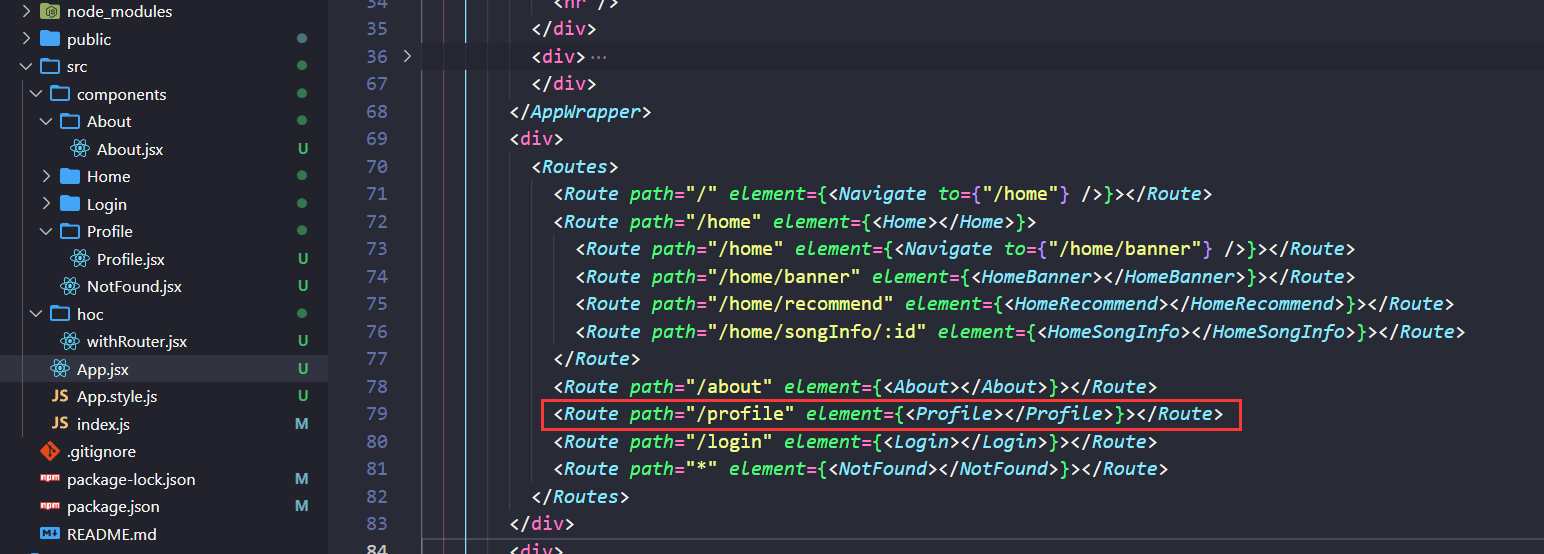 node_modules
public
src
components
About
About.jsx U
Home
Login
Profile
Profile.jsx U
NotFound.jsx U
hoc
withRouter.jsx U
App.jsx U
JS App.style.js U
JS index.js M
.gitignore
npm package-lock.json M
npm package.json M
README.md
34 <hr />
35 </div>
36 > <div>···
67 </div>
68 </AppWrapper>
69 <div>
70 <Routes>
71 <Route path="/" element={<Navigate to={"/home"} />}></Route>
72 <Route path="/home" element={<Home></Home>}>
73 <Route path="/home" element={<Navigate to={"/home/banner"} />}></Route>
74 <Route path="/home/banner" element={<HomeBanner></HomeBanner>}></Route>
75 <Route path="/home/recommend" element={<HomeRecommend></HomeRecommend>}></Route>
76 <Route path="/home/songInfo/:id" element={<HomeSongInfo></HomeSongInfo>}></Route>
77 </Route>
78 <Route path="/about" element={<About></About>}></Route>
79 <Route path="/profile" element={<Profile></Profile>}></Route>
80 <Route path="/login" element={<Login></Login>}></Route>
81 <Route path="*" element={<NotFound></NotFound>}></Route>
82 </Routes>
83 </div>
84 <div>